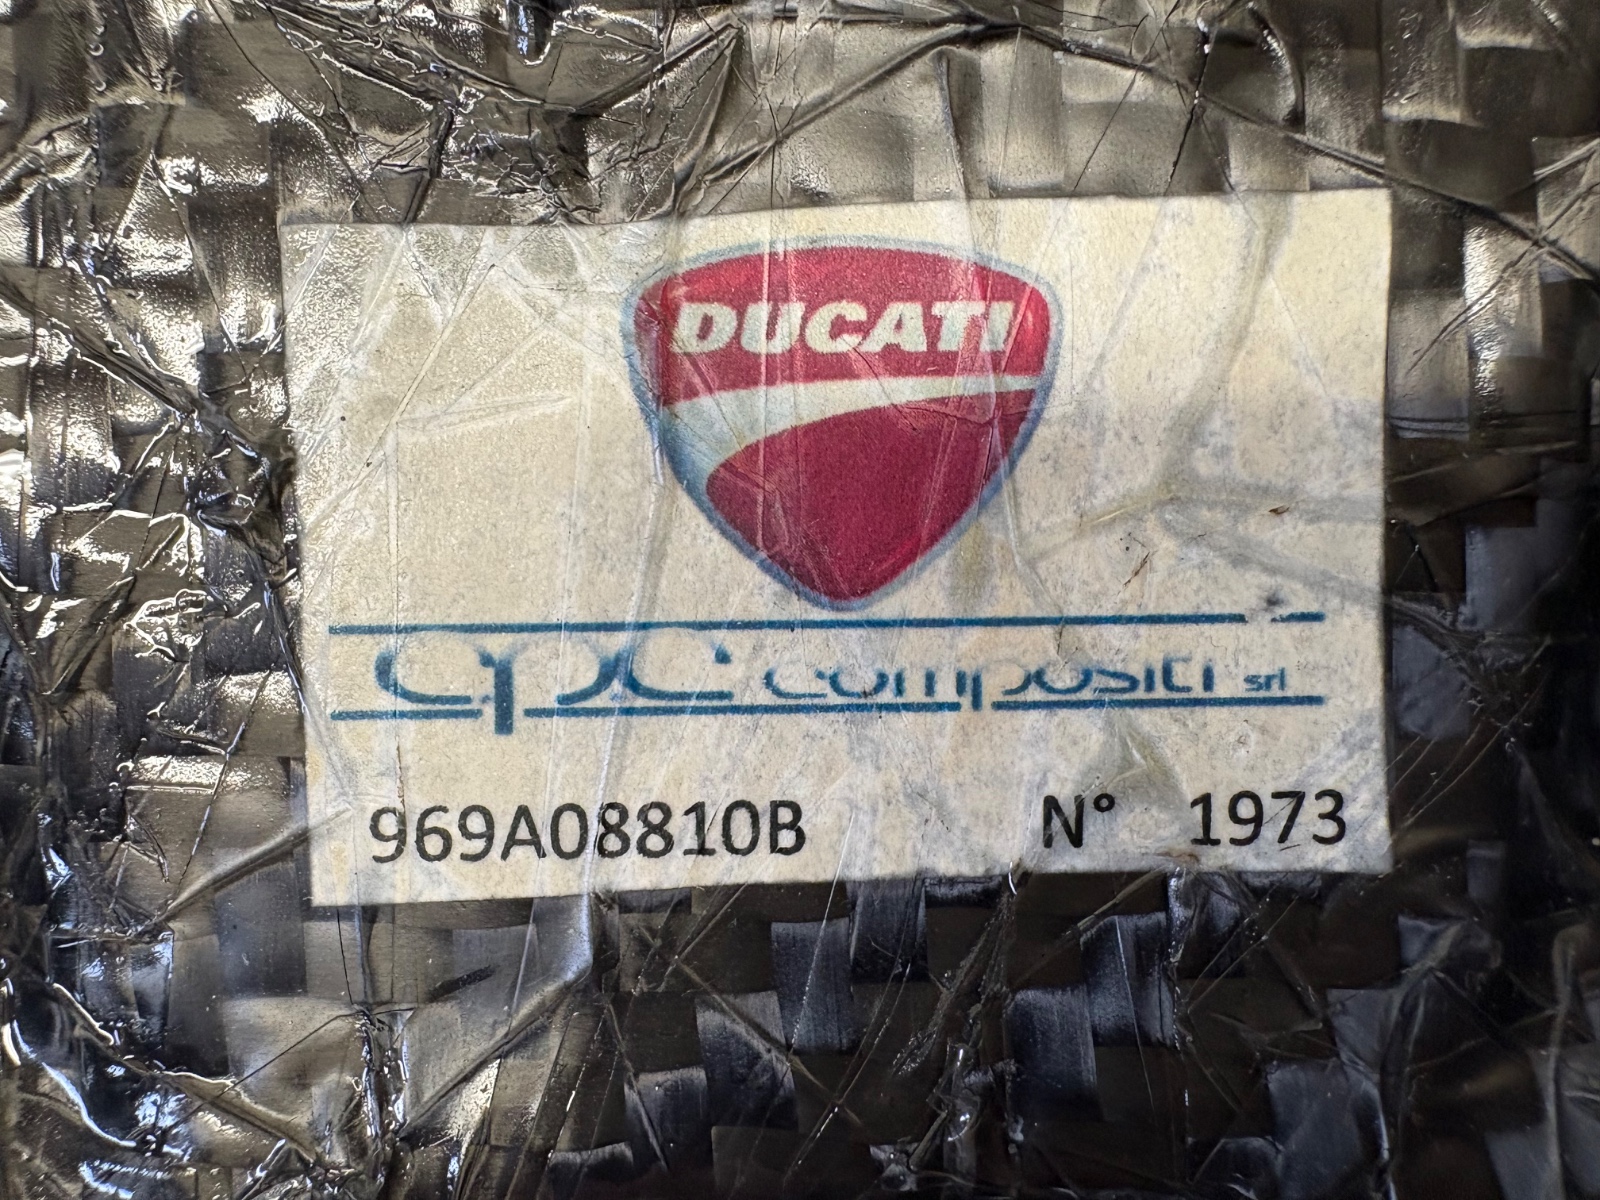 DUCATI
cpc compositi srl
969A08810B N° 1973